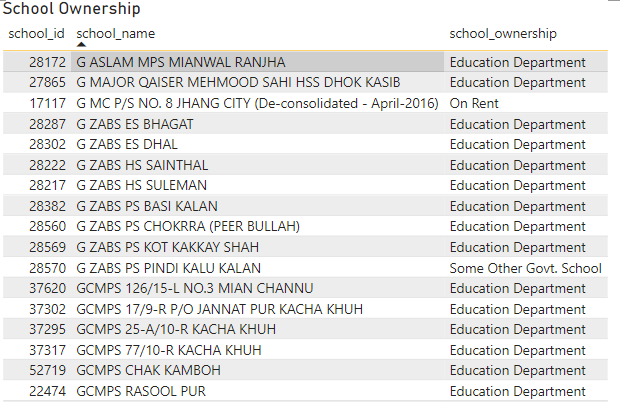 School Ownership
school_id school_name school_ownership
28172 G ASLAM MPS MIANWAL RANJHA Education Department
27865 G MAJOR QAISER MEHMOOD SAHI HSS DHOK KASIB Education Department
17117 G MC P/S NO. 8 JHANG CITY (De-consolidated - April-2016) On Rent
28287 G ZABS ES BHAGAT Education Department
28302 G ZABS ES DHAL Education Department
28222 G ZABS HS SAINTHAL Education Department
28217 G ZABS HS SULEMAN Education Department
28382 G ZABS PS BASI KALAN Education Department
28560 G ZABS PS CHOKRRA (PEER BULLAH) Education Department
28569 G ZABS PS KOT KAKKAY SHAH Education Department
28570 G ZABS PS PINDI KALU KALAN Some Other Govt. School
37620 GCMPS 126/15-L NO.3 MIAN CHANNU Education Department
37302 GCMPS 17/9-R P/O JANNAT PUR KACHA KHUH Education Department
37295 GCMPS 25-A/10-R KACHA KHUH Education Department
37317 GCMPS 77/10-R KACHA KHUH Education Department
52719 GCMPS CHAK KAMBOH Education Department
22474 GCMPS RASOOL PUR Education Department